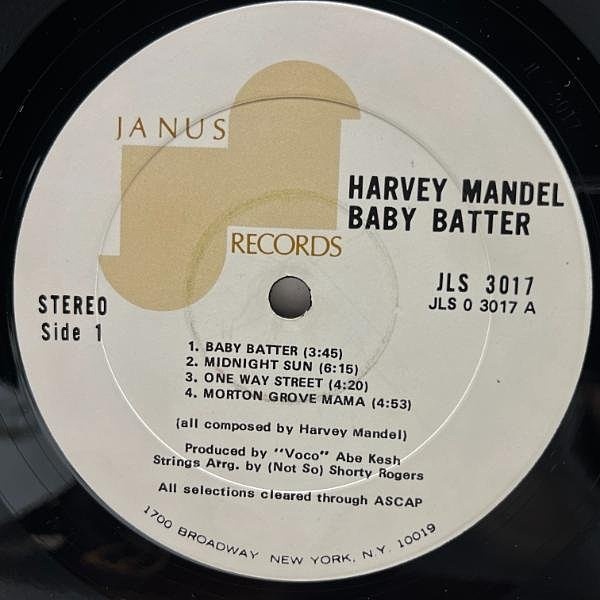 JANUS
RECORDS
HARVEY MANDEL
BABY BATTER
JLS 3017
JLS 0 3017 A
STEREO
Side 1
1. BABY BATTER (3:45)
2. MIDNIGHT SUN (6:15)
3. ONE WAY STREET (4:20)
4. MORTON GROVE MAMA (4:53)
(all composed by Harvey Mandel)
Produced by "Voco" Abe Kesh
Strings Arrg. by (Not So) Shorty Rogers
All selections cleared through ASCAP
1700 BROADWAY NEW YORK, N.Y. 10019